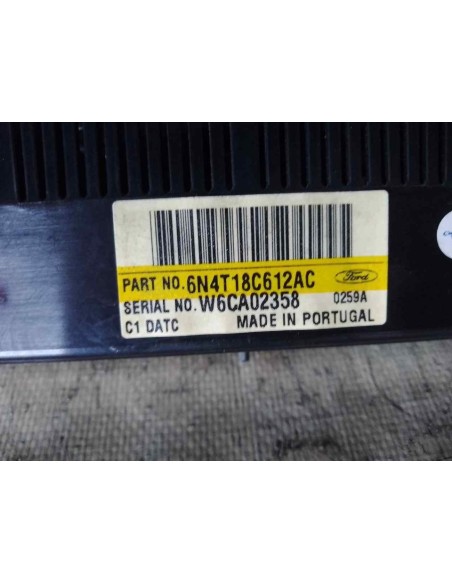 PART NO. 6N4T18C612AC Ford
SERIAL NO. W6CA02358 0259A
C1 DATC MADE IN PORTUGAL